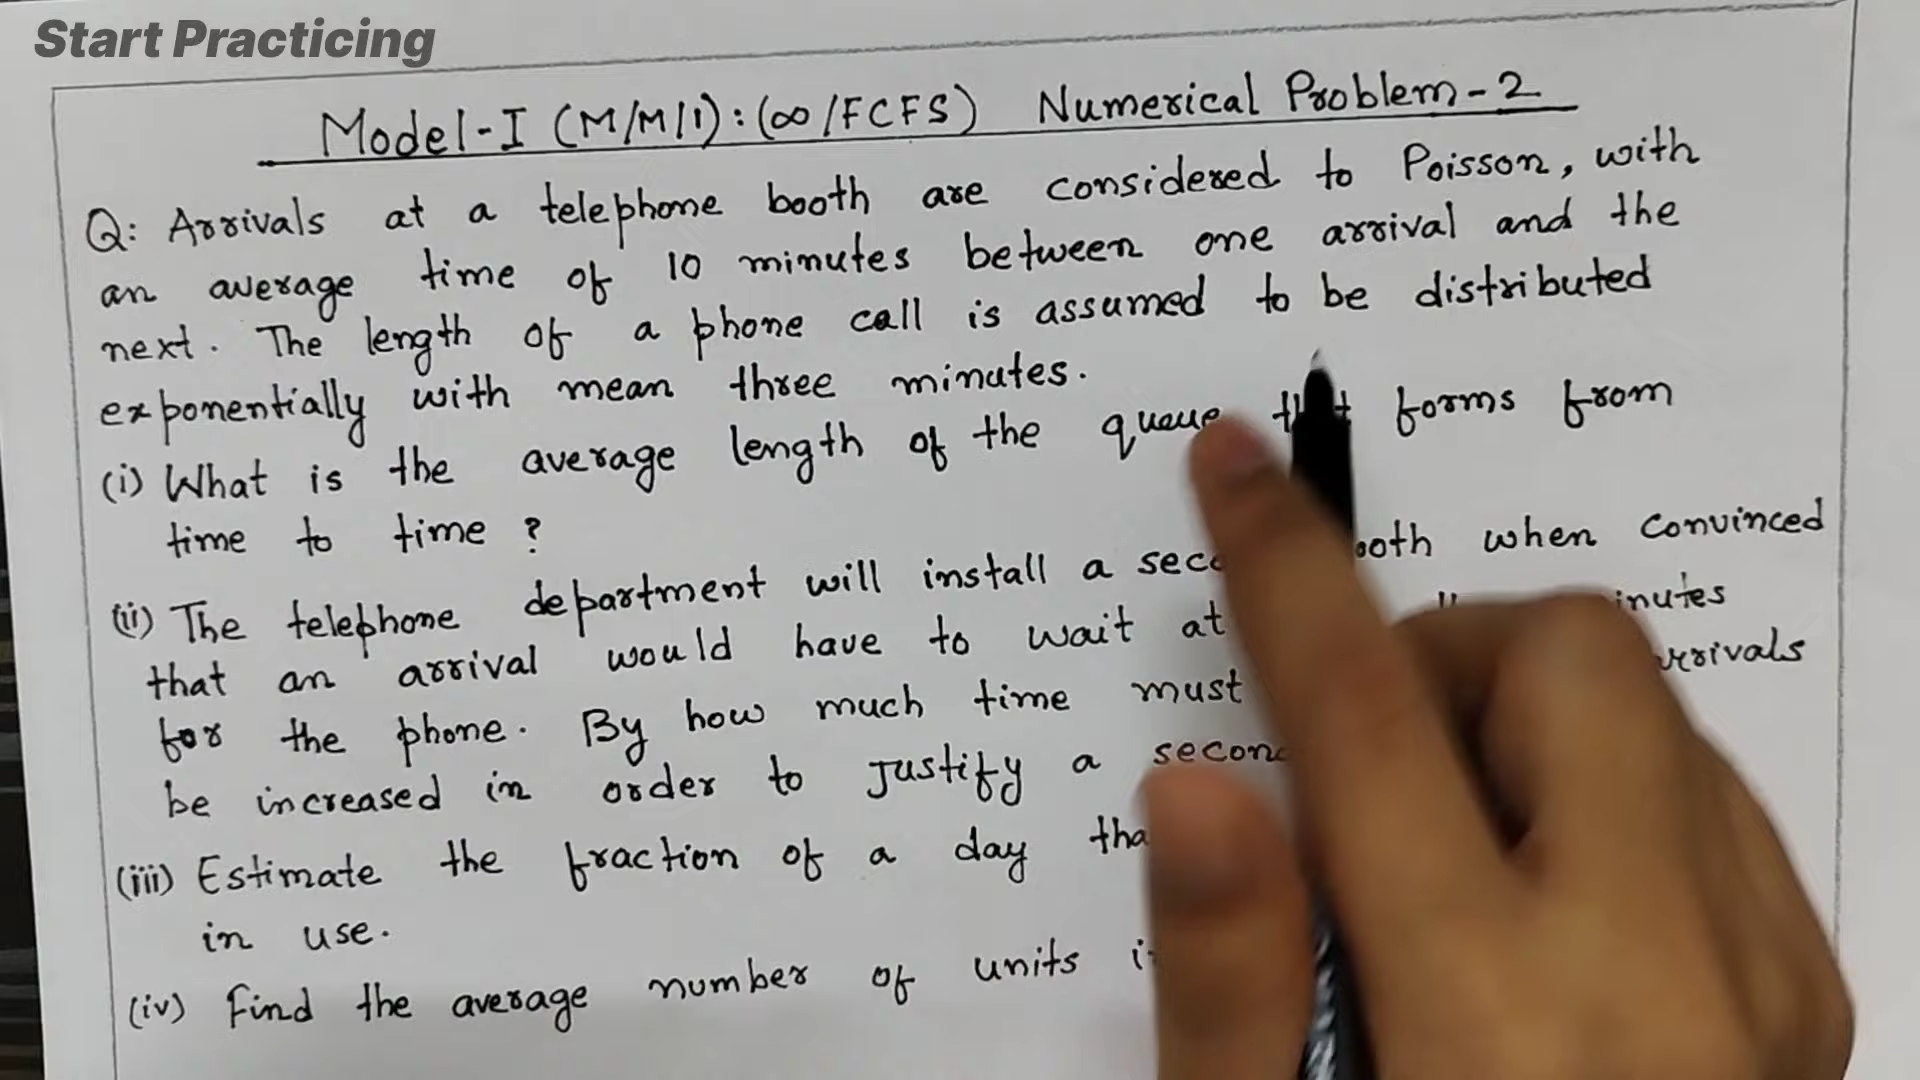 Start Practicing
Model-I (M/M/1):(∞/FCFS) Numerical Problem-2
Q: Arrivals at a telephone booth are considered to Poisson, with
an average time of 10 minutes between one arrival and the
next. The length of a phone call is assumed to be distributed
exponentially with mean three minutes.
(i) What is the average length of the queue that forms from
time to time ?
(ii) The telephone department will install a when convinced
that an arrival would have to wait at
for the phone. By how much time must
be increased in order to justify a
(iii) Estimate the fraction of a day
in use.
(iv) Find the average number of units